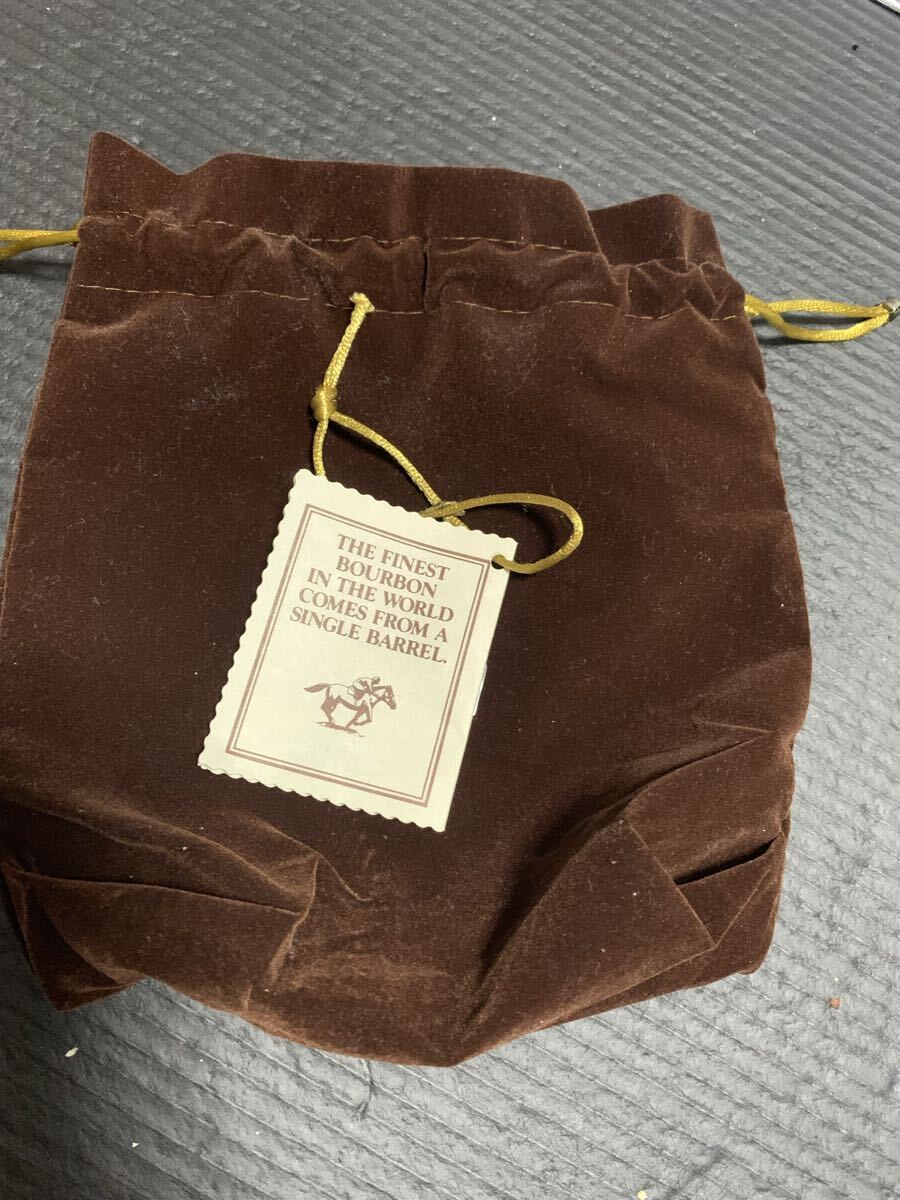 THE FINEST
BOURBON
IN THE WORLD
COMES FROM A
SINGLE BARREL.